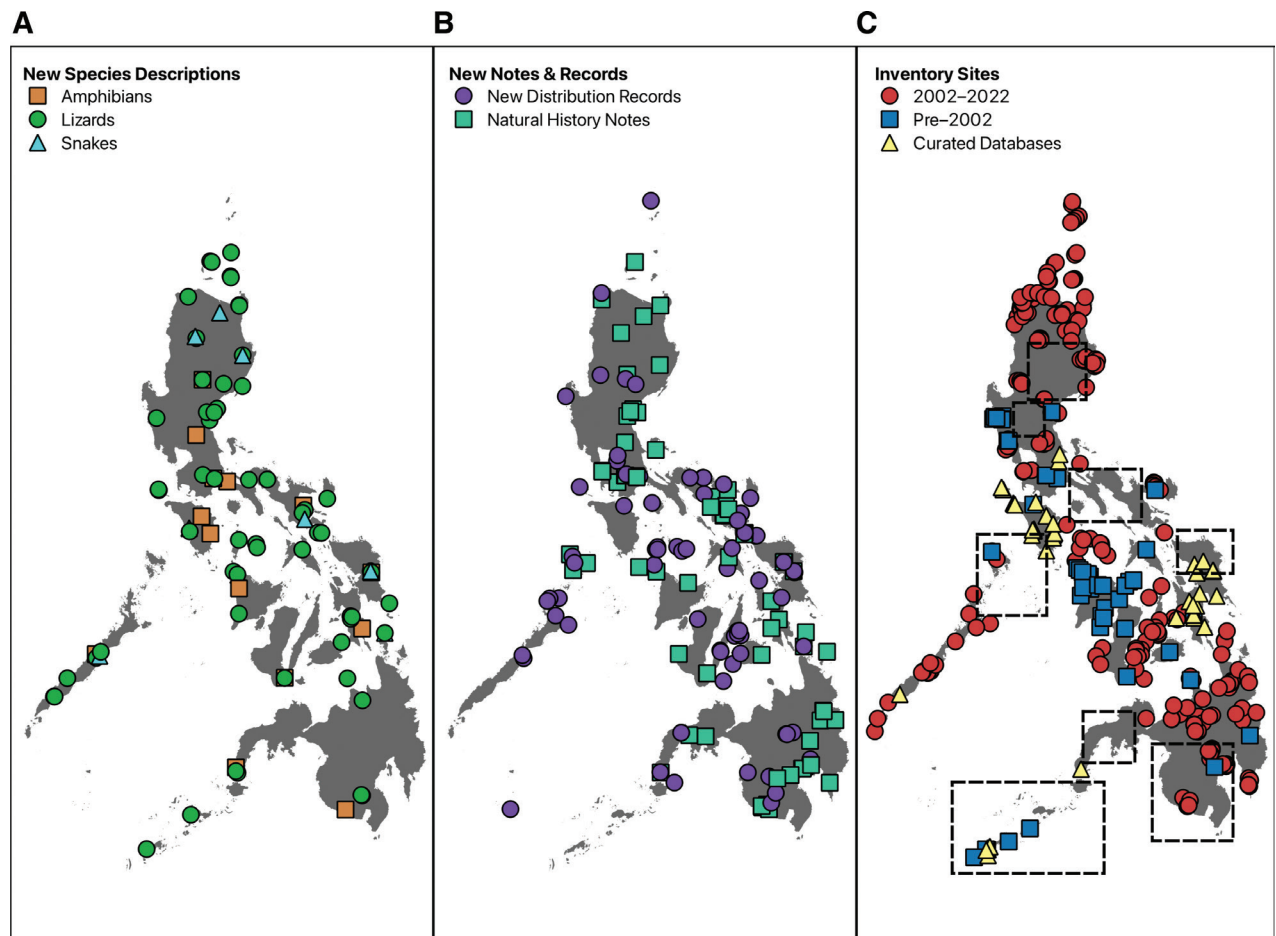 A
B
C
New Species Descriptions
Amphibians
Lizards
Snakes
New Notes & Records
New Distribution Records
Natural History Notes
Inventory Sites
2002–2022
Pre–2002
Curated Databases